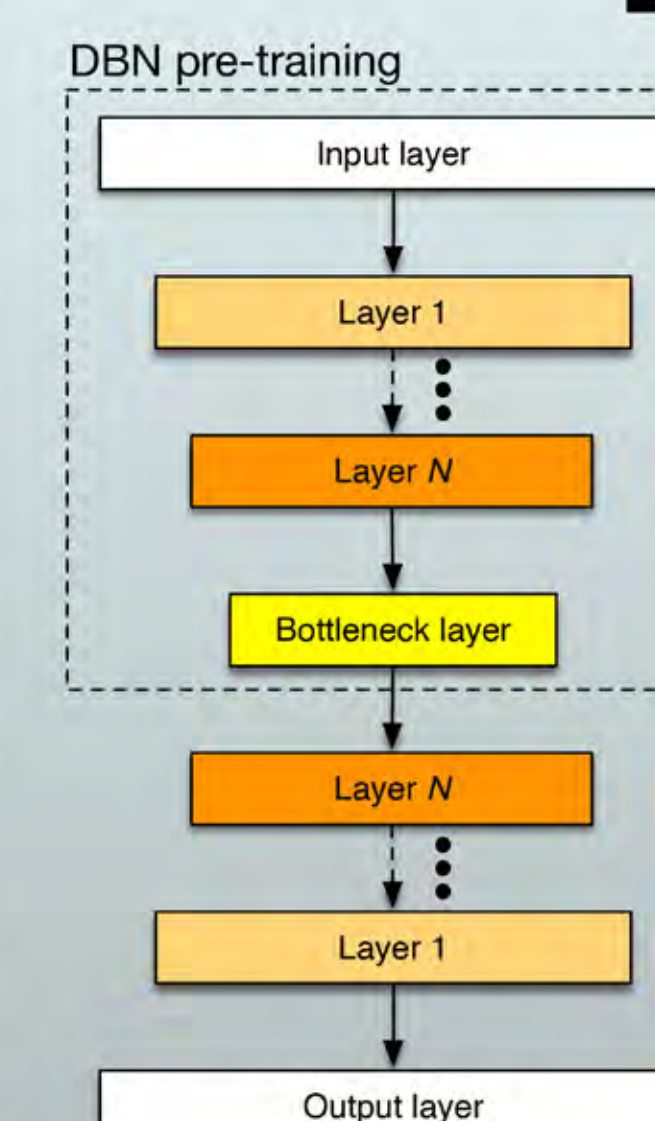 DBN pre-training
Input layer
Layer 1
Layer N
Bottleneck layer
Layer N
Layer 1
Output layer